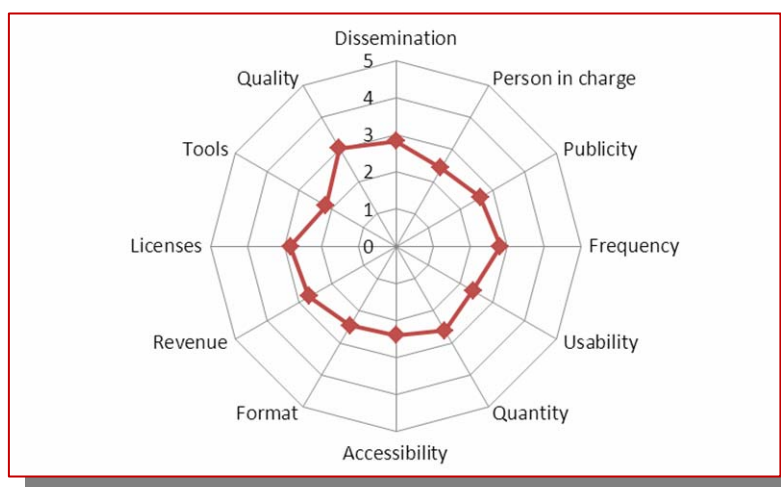 Dissemination
5
Quality
Person in charge
4
3
Tools
Publicity
2
1
Licenses
0
Frequency
Revenue
Usability
Format
Quantity
Accessibility